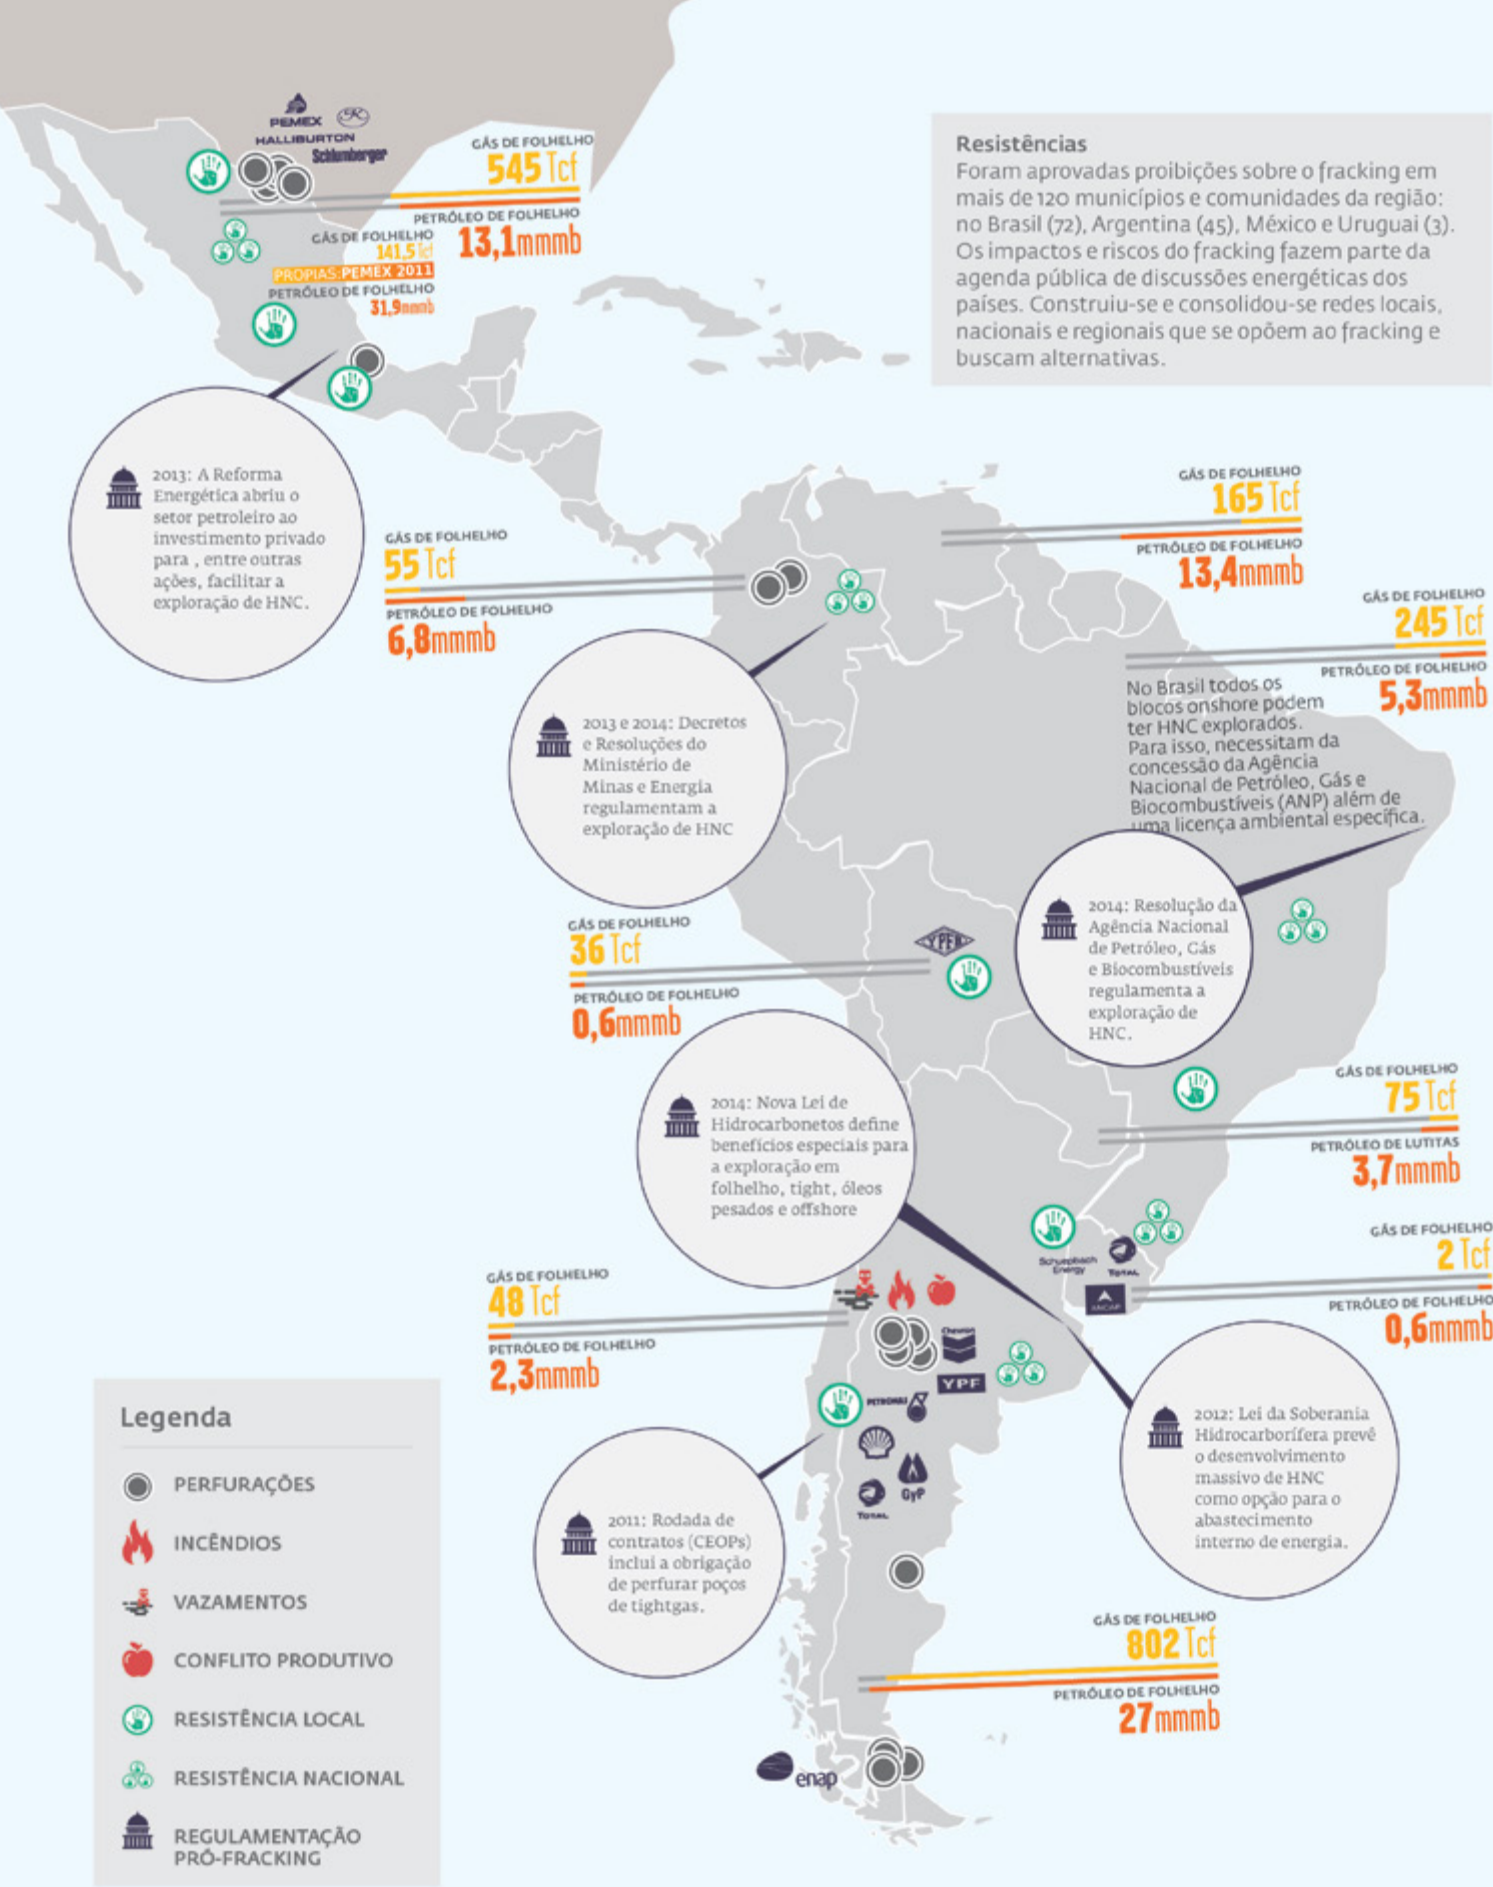 PEMEX
HALLIBURTON
Schlumberger
GÁS DE FOLHELHO
545 Tcf
PETRÓLEO DE FOLHELHO
13,1mmmb
GÁS DE FOLHELHO
141,5 Tcf
PROPIAS:PEMEX 2011
PETRÓLEO DE FOLHELHO
31,9mmmb
Resistências
Foram aprovadas proibições sobre o fracking em
mais de 120 municípios e comunidades da região:
no Brasil (72), Argentina (45), México e Uruguai (3).
Os impactos e riscos do fracking fazem parte da
agenda pública de discussões energéticas dos
países. Construiu-se e consolidou-se redes locais,
nacionais e regionais que se opõem ao fracking e
buscam alternativas.
2013: A Reforma
Energética abriu o
setor petroleiro ao
investimento privado
para , entre outras
ações, facilitar a
exploração de HNC.
GÁS DE FOLHELHO
55 Tcf
PETRÓLEO DE FOLHELHO
6,8mmmb
GÁS DE FOLHELHO
165 Tcf
PETRÓLEO DE FOLHELHO
13,4mmmb
GÁS DE FOLHELHO
245 Tcf
PETRÓLEO DE FOLHELHO
5,3mmmb
No Brasil todos os
blocos onshore podem
ter HNC explorados.
Para isso, necessitam da
concessão da Agência
Nacional de Petróleo, Gás e
Biocombustíveis (ANP) além de
uma licença ambiental específica.
2013 e 2014: Decretos
e Resoluções do
Ministério de
Minas e Energia
regulamentam a
exploração de HNC
2014: Resolução da
Agência Nacional
de Petróleo, Gás
e Biocombustíveis
regulamenta a
exploração de
HNC.
GÁS DE FOLHELHO
36 Tcf
PETRÓLEO DE FOLHELHO
0,6mmmb
YPFB
2014: Nova Lei de
Hidrocarbonetos define
benefícios especiais para
a exploração em
folhelho, tight, óleos
pesados e offshore
GÁS DE FOLHELHO
75 Tcf
PETRÓLEO DE LUTITAS
3,7mmmb
Schuepbach
Energy
TOTAL
ANCAP
GÁS DE FOLHELHO
2 Tcf
PETRÓLEO DE FOLHELHO
0,6mmmb
GÁS DE FOLHELHO
48 Tcf
PETRÓLEO DE FOLHELHO
2,3mmmb
Chevron
YPF
PETRONAS
GyP
TOTAL
2012: Lei da Soberania
Hidrocarborífera prevê
o desenvolvimento
massivo de HNC
como opção para o
abastecimento
interno de energia.
2011: Rodada de
contratos (CEOPs)
inclui a obrigação
de perfurar poços
de tightgas.
GÁS DE FOLHELHO
802 Tcf
PETRÓLEO DE FOLHELHO
27mmmb
enap
Legenda
PERFURAÇÕES
INCÊNDIOS
VAZAMENTOS
CONFLITO PRODUTIVO
RESISTÊNCIA LOCAL
RESISTÊNCIA NACIONAL
REGULAMENTAÇÃO
PRÓ-FRACKING